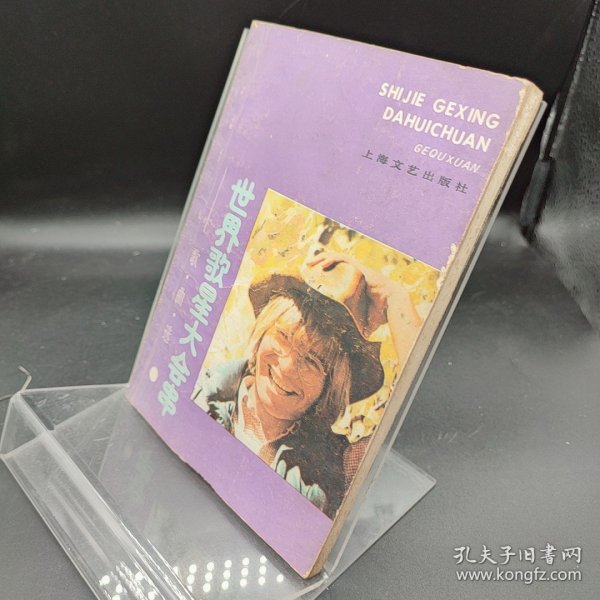 SHIJIE GEXING
DAHUICHUAN
GEQUXUAN
上海文艺出版社
世界歌星大会串
孔夫子旧书网
www.kongfz.com